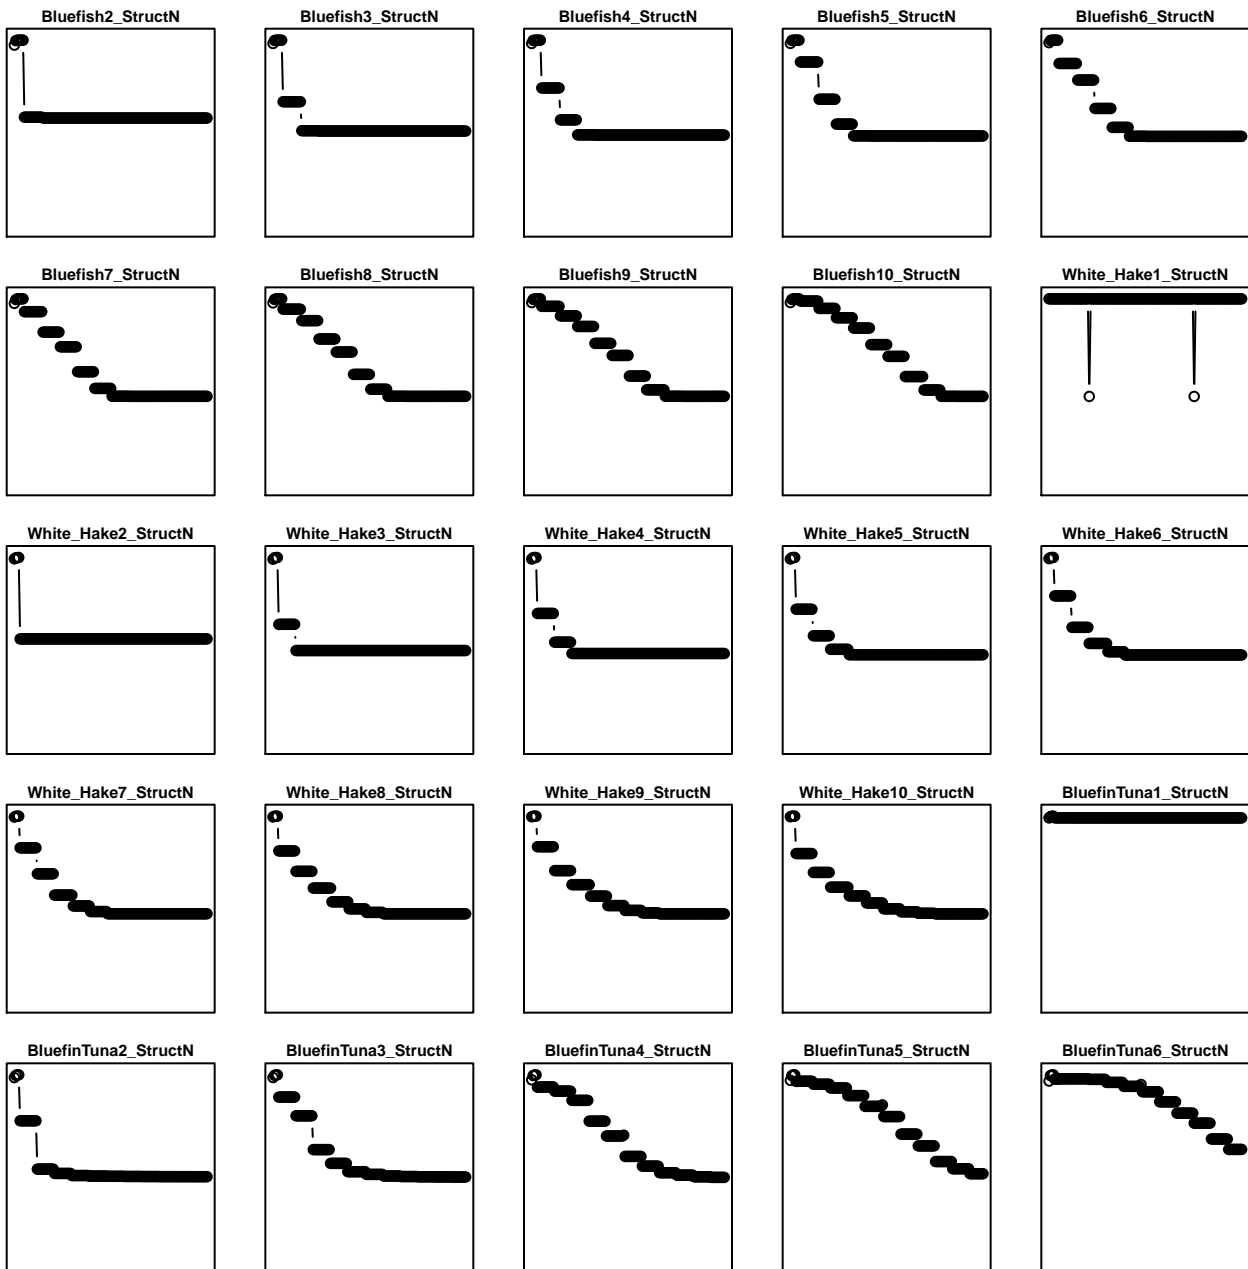 Bluefish2_StructN Bluefish3_StructN Bluefish4_StructN Bluefish5_StructN Bluefish6_StructN
Bluefish7_StructN Bluefish8_StructN Bluefish9_StructN Bluefish10_StructN White_Hake1_StructN
White_Hake2_StructN White_Hake3_StructN White_Hake4_StructN White_Hake5_StructN White_Hake6_StructN
White_Hake7_StructN White_Hake8_StructN White_Hake9_StructN White_Hake10_StructN BluefinTuna1_StructN
BluefinTuna2_StructN BluefinTuna3_StructN BluefinTuna4_StructN BluefinTuna5_StructN BluefinTuna6_StructN